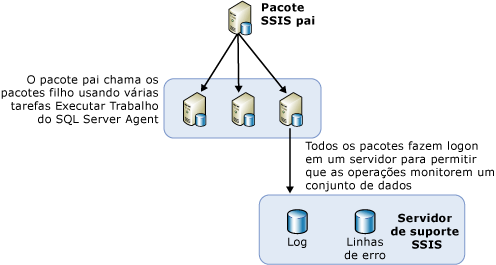 Pacote
SSIS pai
O pacote pai chama os
pacotes filho usando várias
tarefas Executar Trabalho
do SQL Server Agent
Todos os pacotes fazem logon
em um servidor para permitir
que as operações monitorem um
conjunto de dados
Log
Linhas
de erro
Servidor
de suporte
SSIS